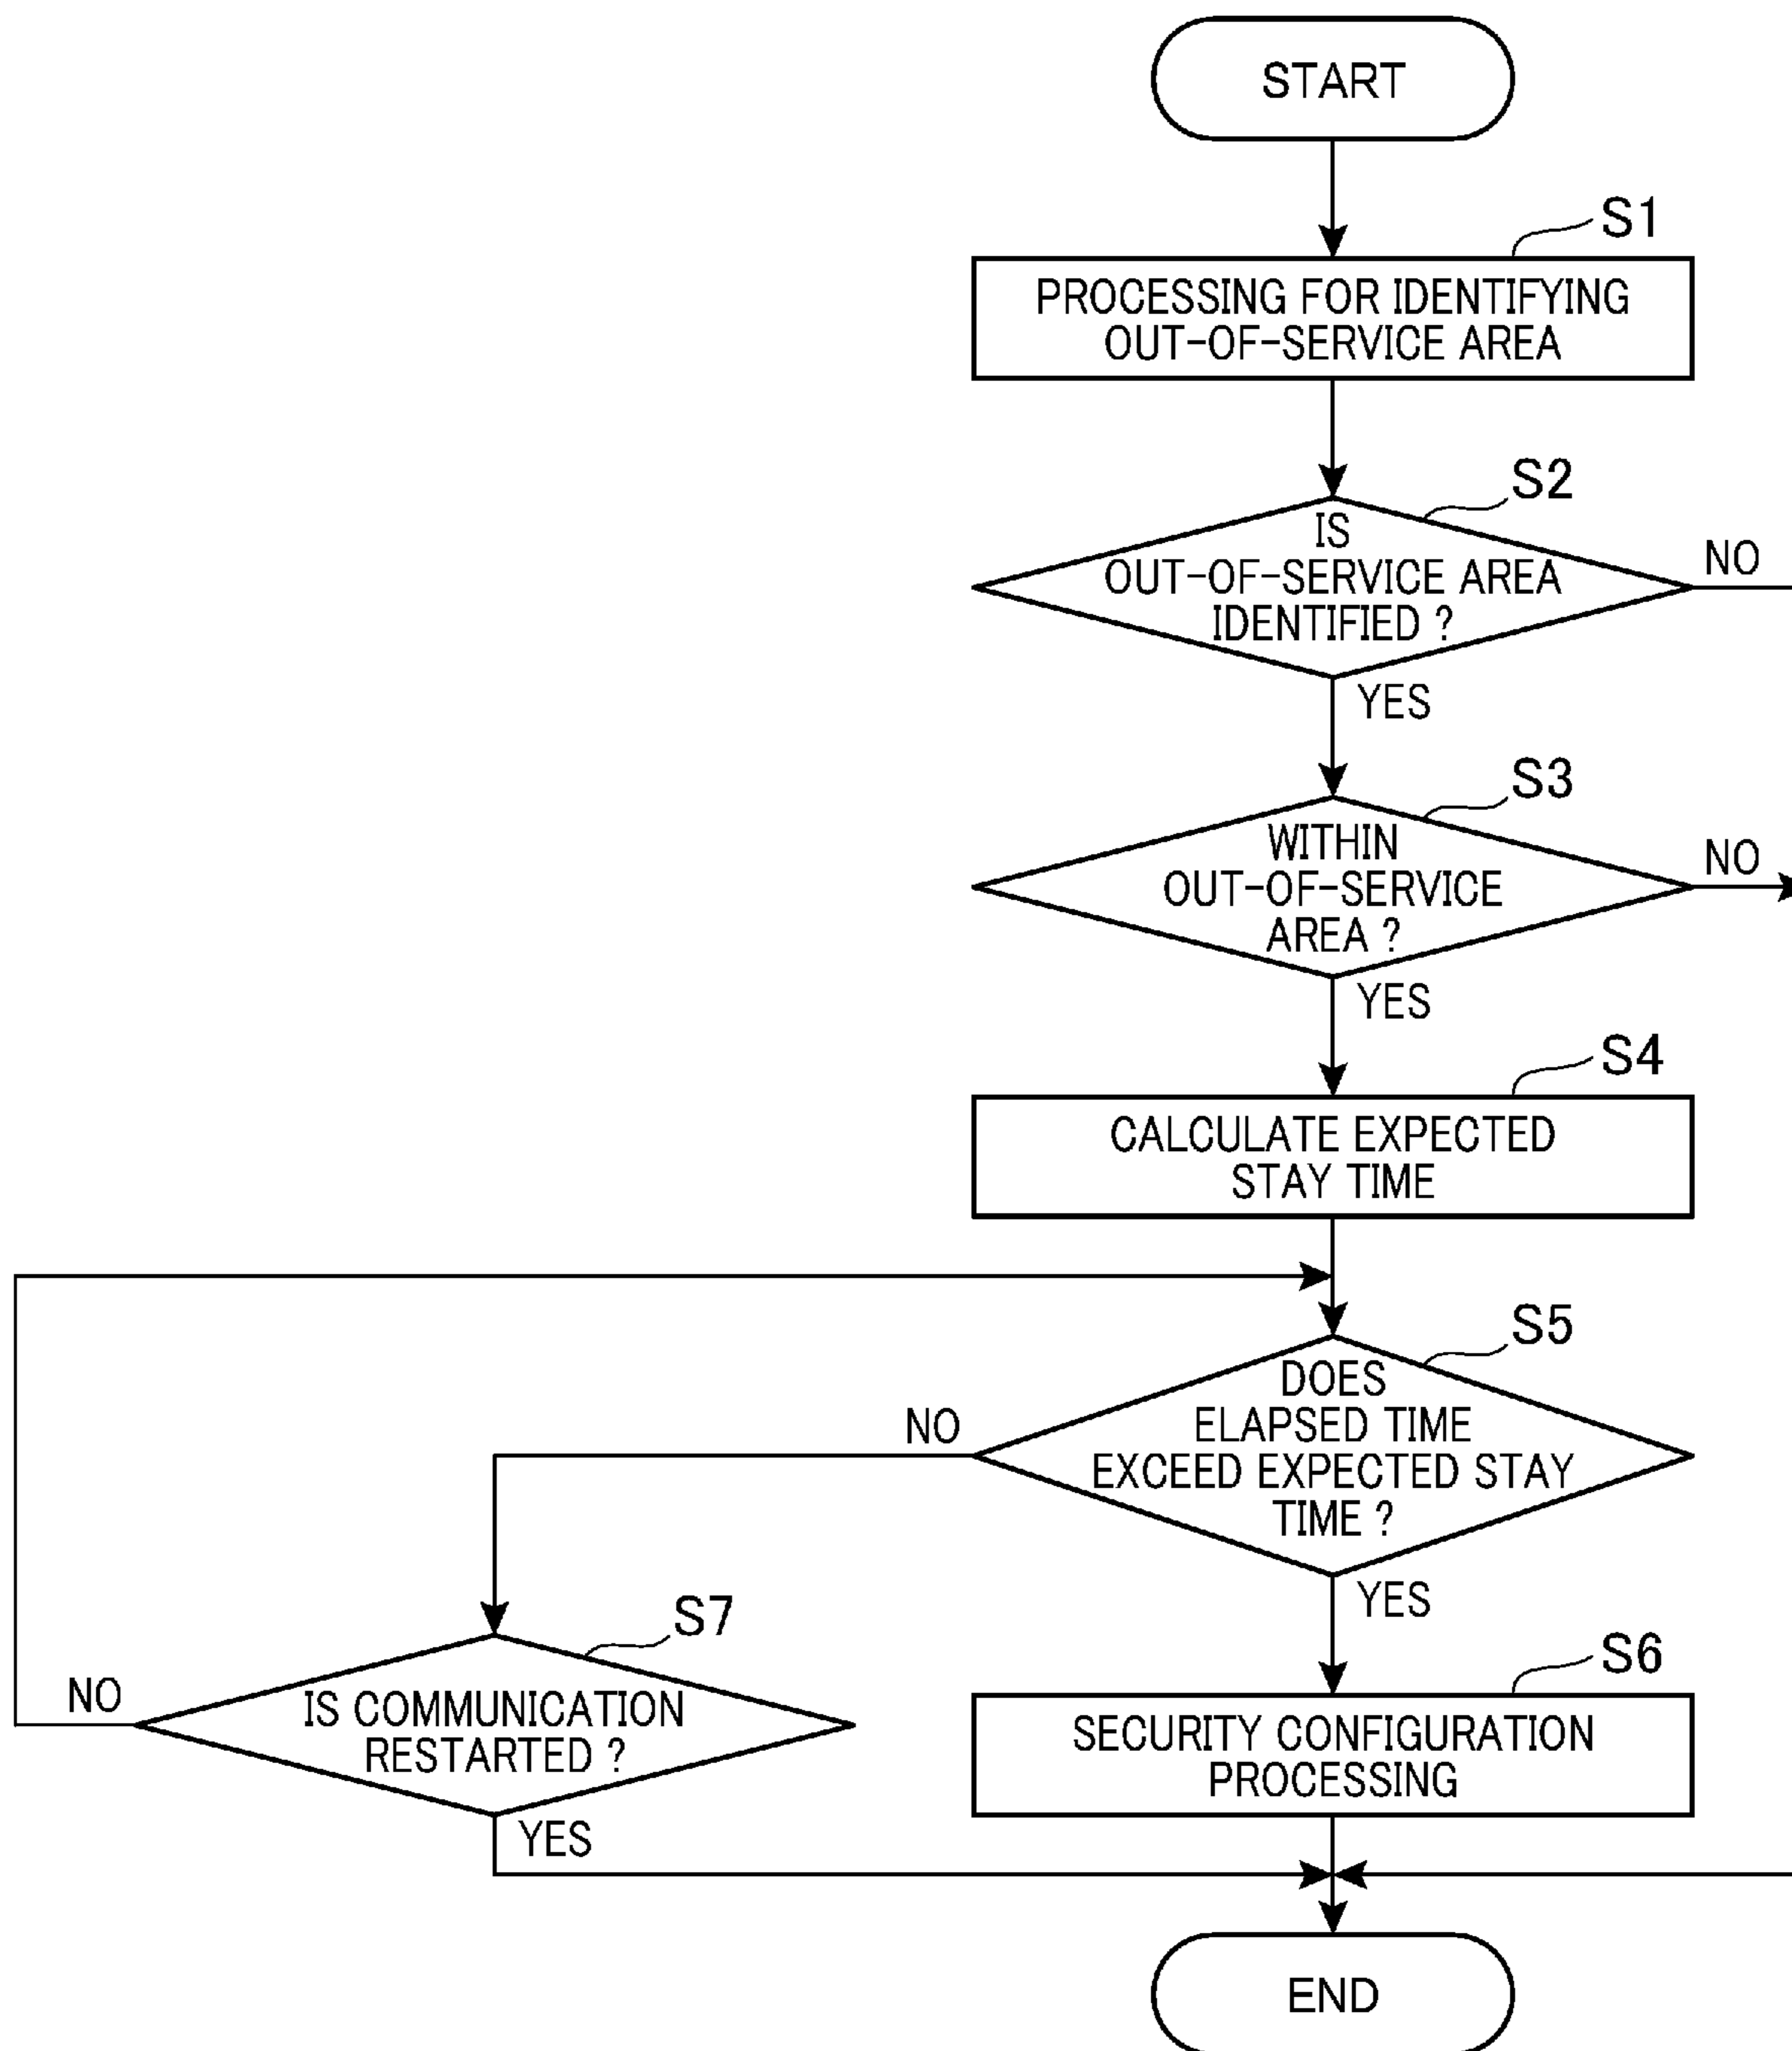 START
S1
PROCESSING FOR IDENTIFYING
OUT-OF-SERVICE AREA
S2
IS
OUT-OF-SERVICE AREA
IDENTIFIED ?
NO
YES
S3
WITHIN
OUT-OF-SERVICE
AREA ?
NO
YES
S4
CALCULATE EXPECTED
STAY TIME
S5
DOES
ELAPSED TIME
EXCEED EXPECTED STAY
TIME ?
NO
YES
S7
IS COMMUNICATION
RESTARTED ?
NO
YES
S6
SECURITY CONFIGURATION
PROCESSING
END